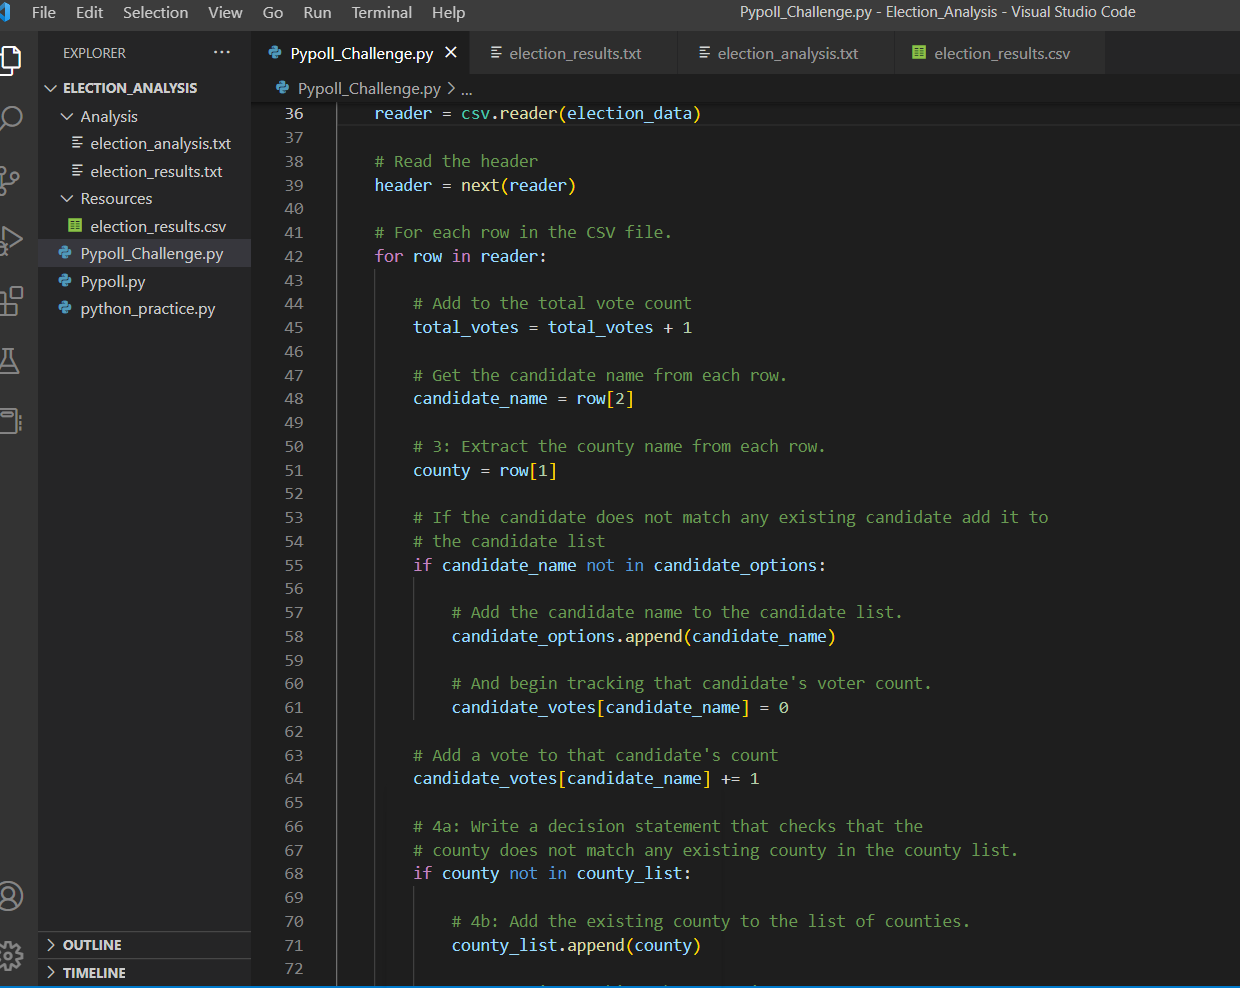 File Edit Selection View Go Run Terminal Help Pypoll_Challenge.py - Election_Analysis - Visual Studio Code
EXPLORER ...
ELECTION_ANALYSIS
Analysis
election_analysis.txt
election_results.txt
Resources
election_results.csv
Pypoll_Challenge.py
Pypoll.py
python_practice.py
OUTLINE
TIMELINE
Pypoll_Challenge.py election_results.txt election_analysis.txt election_results.csv
Pypoll_Challenge.py > ...
36 reader = csv.reader(election_data)
37
38 # Read the header
39 header = next(reader)
40
41 # For each row in the CSV file.
42 for row in reader:
43
44 # Add to the total vote count
45 total_votes = total_votes + 1
46
47 # Get the candidate name from each row.
48 candidate_name = row[2]
49
50 # 3: Extract the county name from each row.
51 county = row[1]
52
53 # If the candidate does not match any existing candidate add it to
54 # the candidate list
55 if candidate_name not in candidate_options:
56
57 # Add the candidate name to the candidate list.
58 candidate_options.append(candidate_name)
59
60 # And begin tracking that candidate's voter count.
61 candidate_votes[candidate_name] = 0
62
63 # Add a vote to that candidate's count
64 candidate_votes[candidate_name] += 1
65
66 # 4a: Write a decision statement that checks that the
67 # county does not match any existing county in the county list.
68 if county not in county_list:
69
70 # 4b: Add the existing county to the list of counties.
71 county_list.append(county)
72